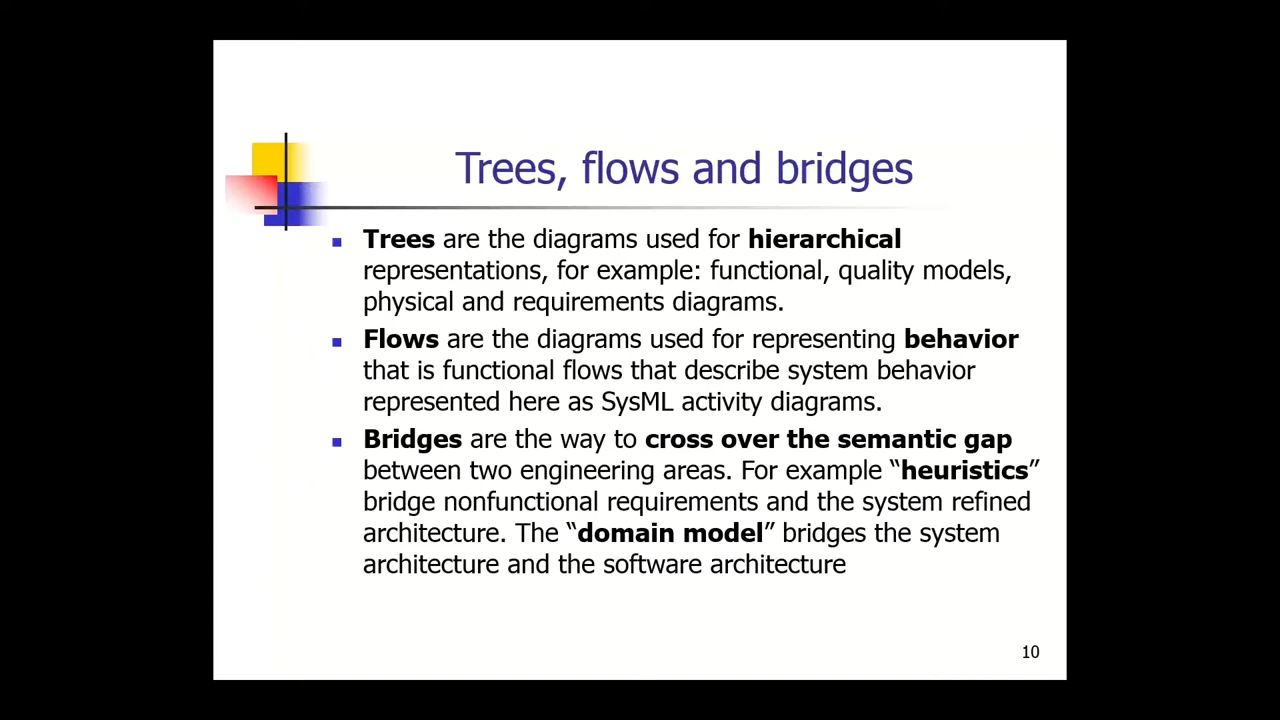 Trees, flows and bridges
Trees are the diagrams used for hierarchical
representations, for example: functional, quality models,
physical and requirements diagrams.
Flows are the diagrams used for representing behavior
that is functional flows that describe system behavior
represented here as SysML activity diagrams.
Bridges are the way to cross over the semantic gap
between two engineering areas. For example “heuristics”
bridge nonfunctional requirements and the system refined
architecture. The “domain model” bridges the system
architecture and the software architecture
10